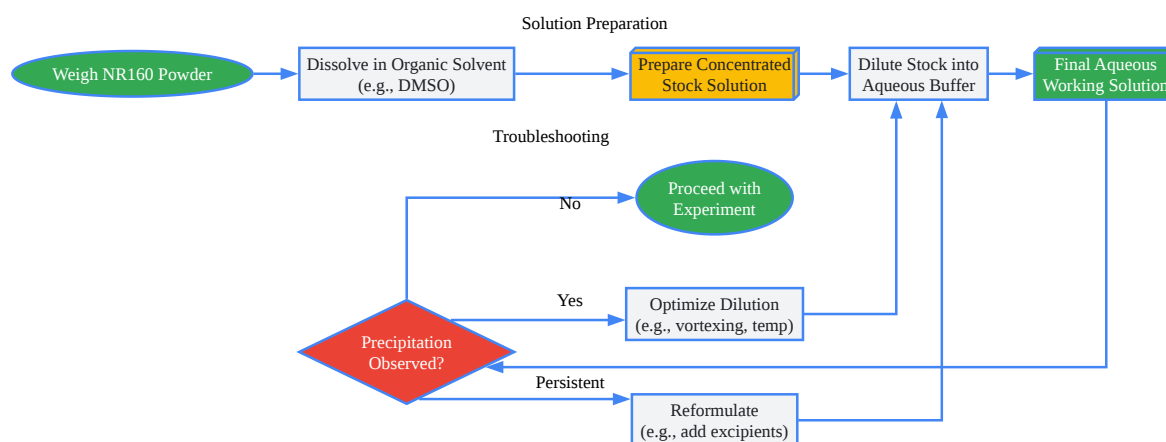 Solution Preparation
Weigh NR160 Powder
Dissolve in Organic Solvent
(e.g., DMSO)
Prepare Concentrated
Stock Solution
Dilute Stock into
Aqueous Buffer
Final Aqueous
Working Solution
Troubleshooting
No
Proceed with
Experiment
Yes
Optimize Dilution
(e.g., vortexing, temp)
Precipitation
Observed?
Persistent
Reformulate
(e.g., add excipients)